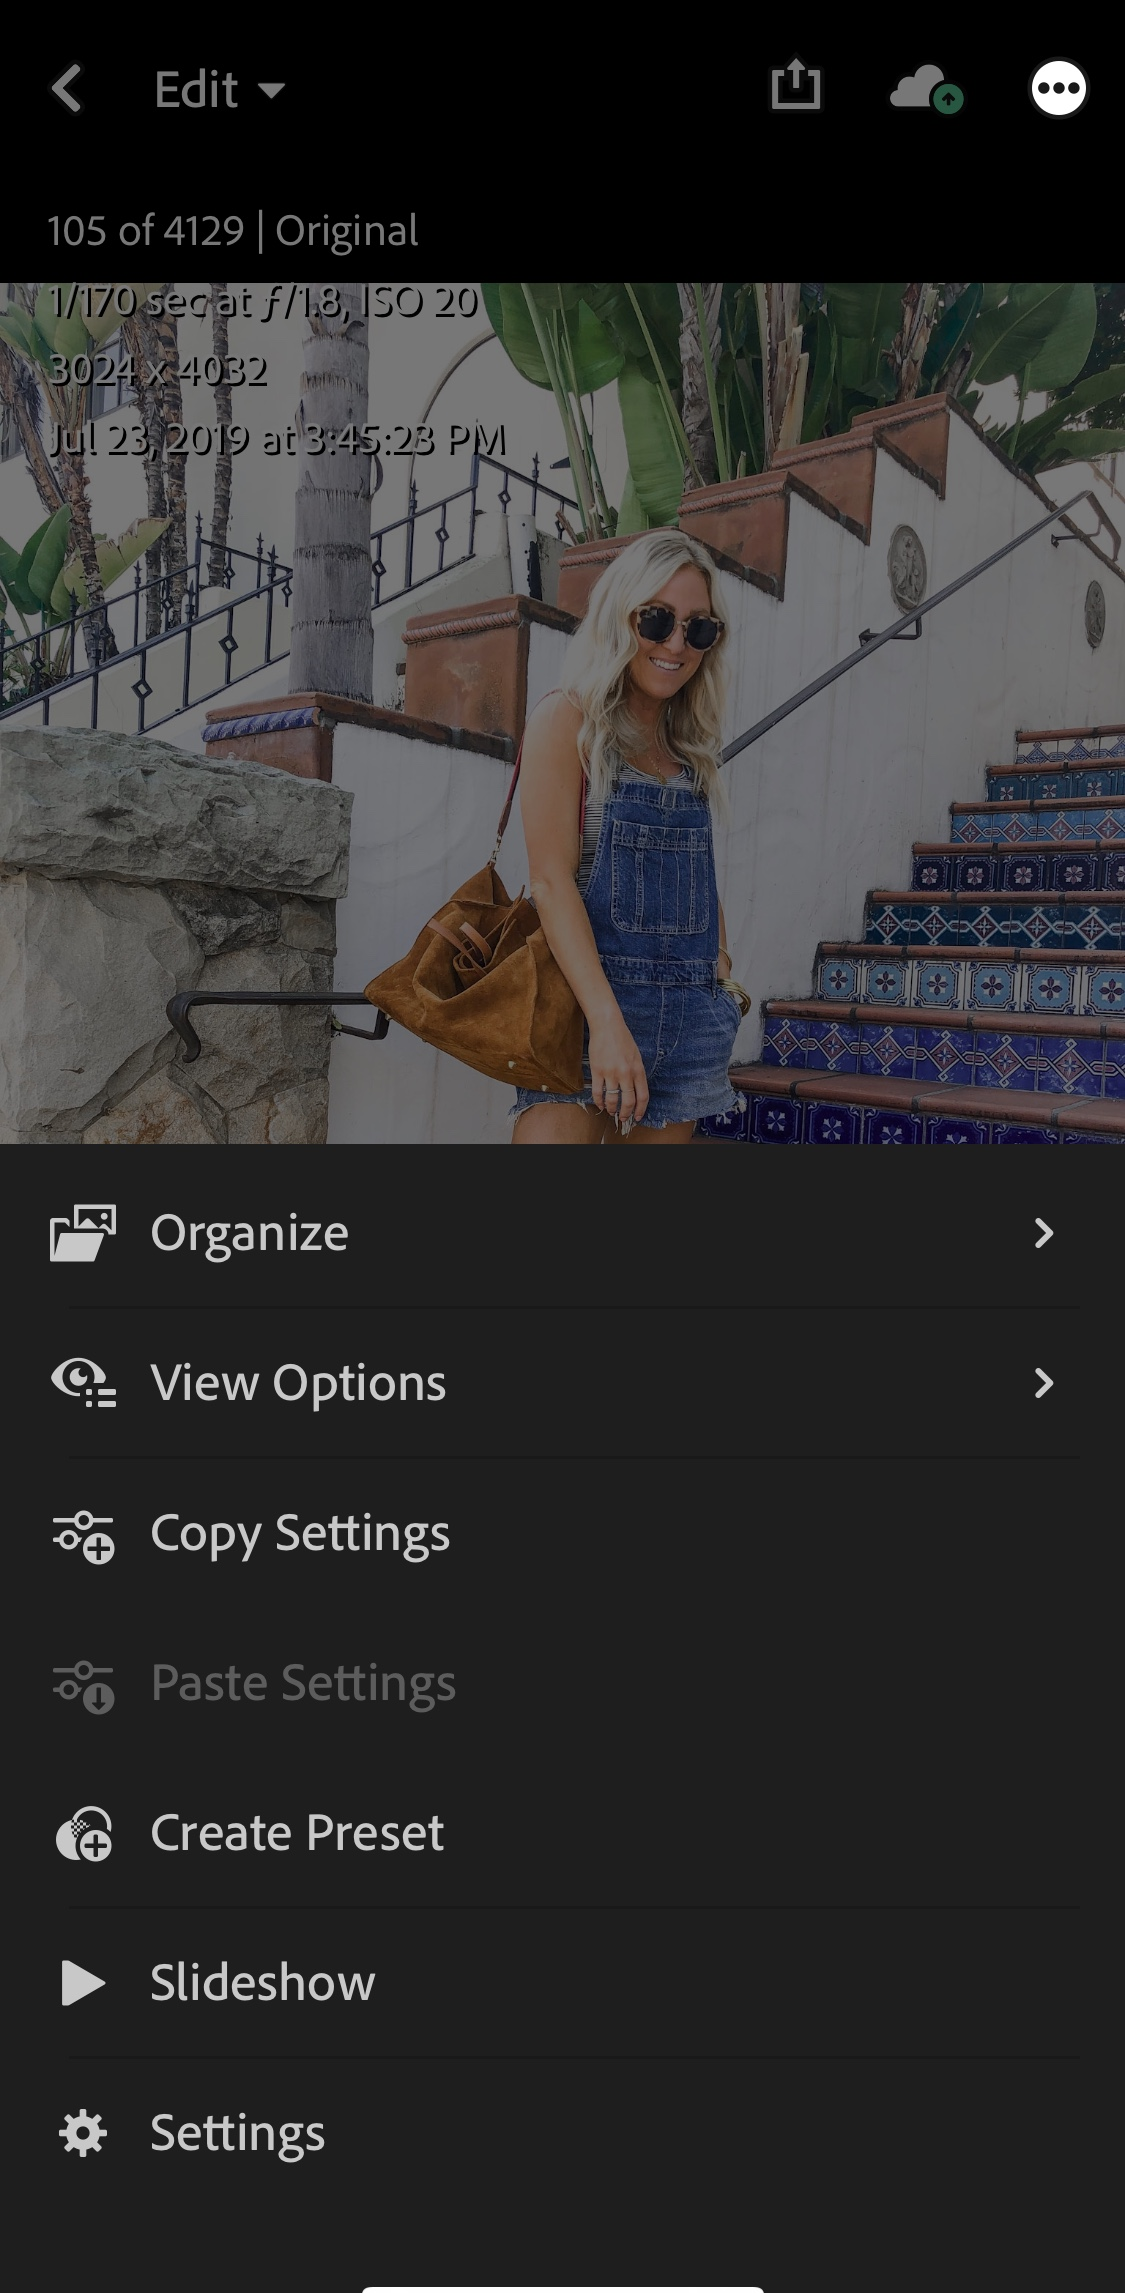 Edit
105 of 4129 | Original
1/170 sec at ƒ/1.8, ISO 20
3024 x 4032
Jul 23, 2019 at 3:45:23 PM
Organize
View Options
Copy Settings
Paste Settings
Create Preset
Slideshow
Settings